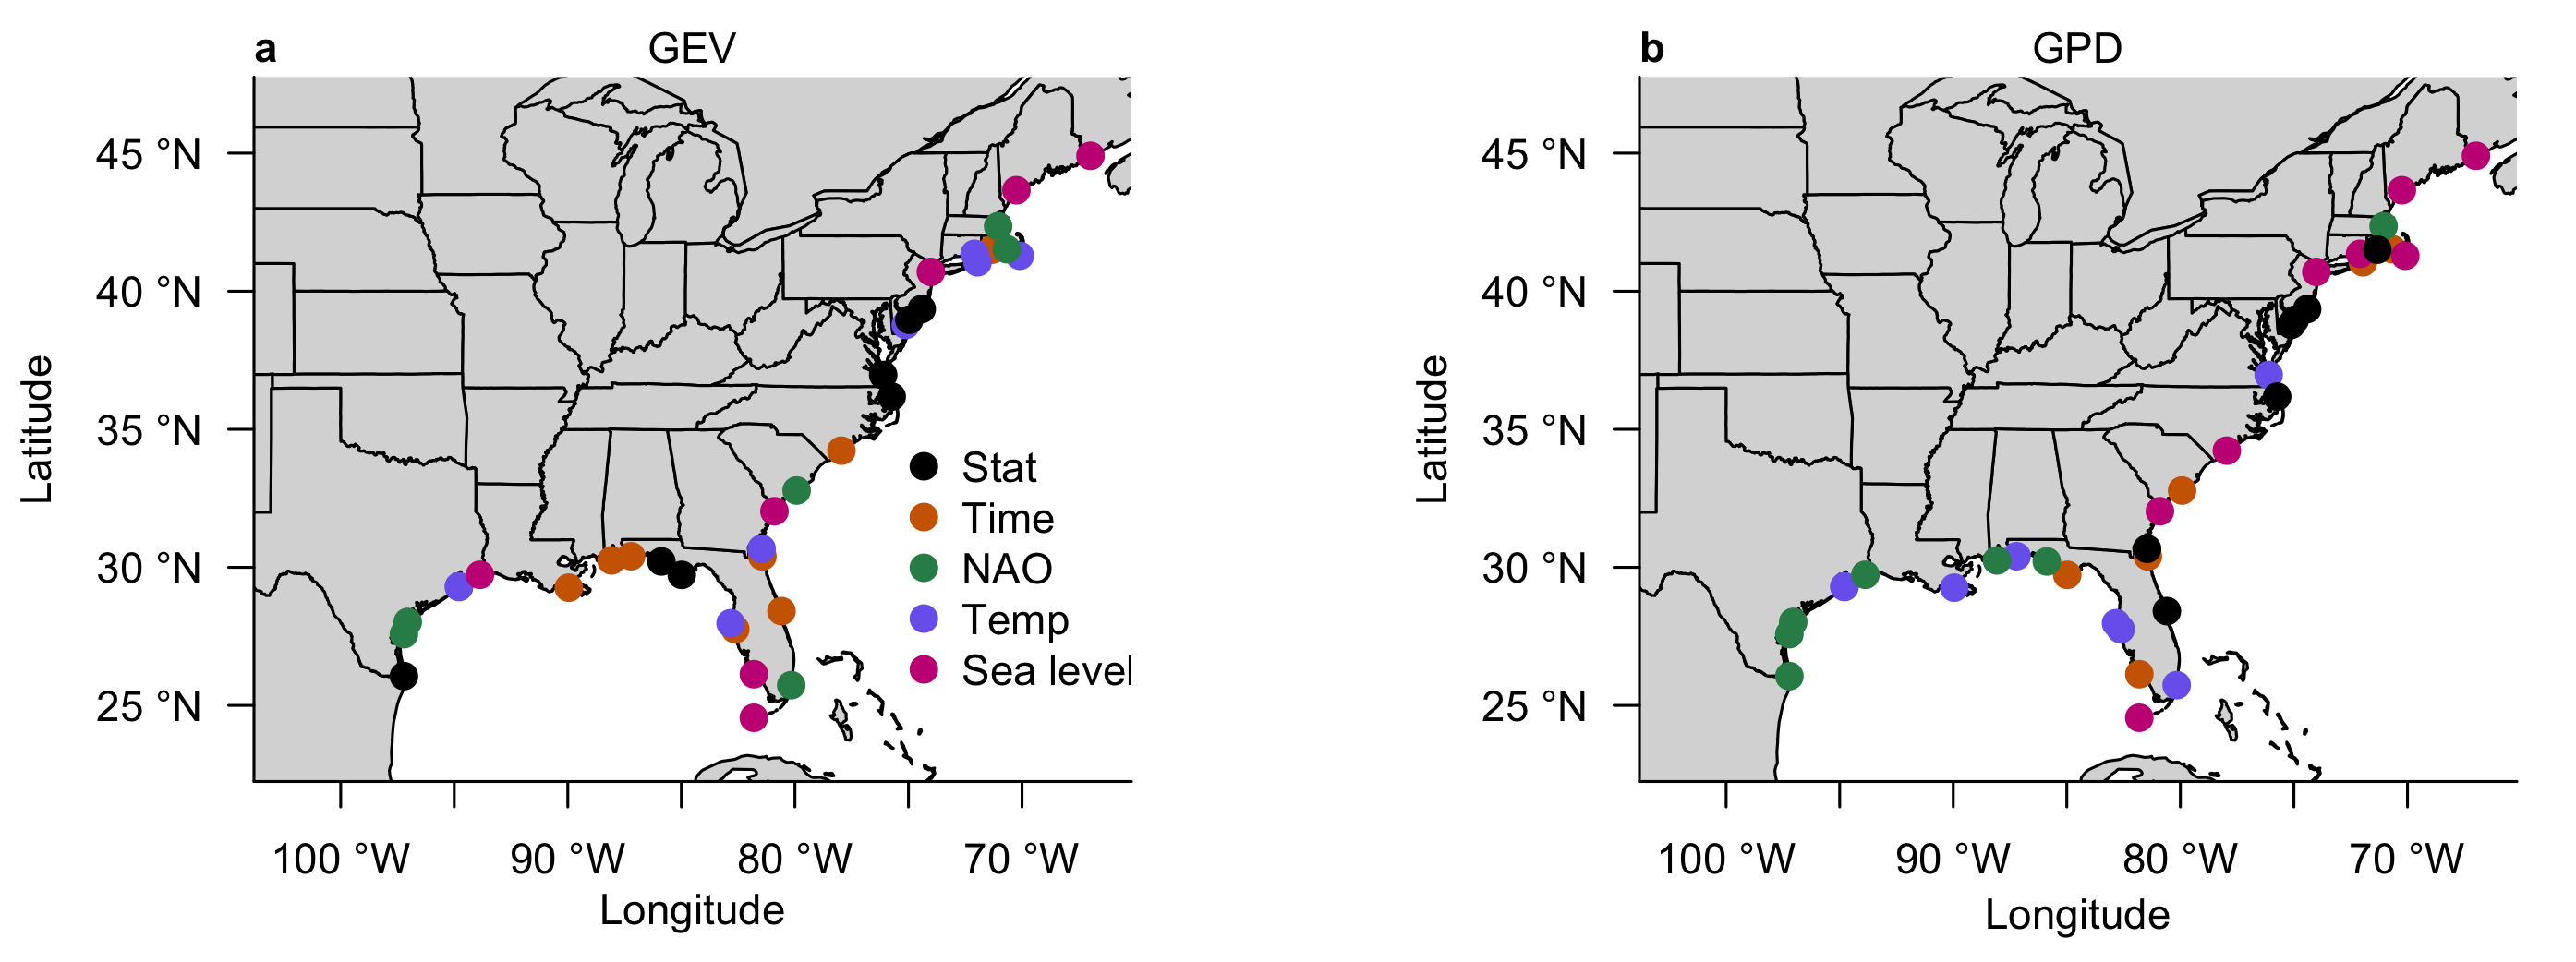 a GEV
45 °N
40 °N
35 °N
30 °N
25 °N
Latitude
Stat
Time
NAO
Temp
Sea level
100 °W 90 °W 80 °W 70 °W
Longitude
b GPD
45 °N
40 °N
35 °N
30 °N
25 °N
Latitude
100 °W 90 °W 80 °W 70 °W
Longitude